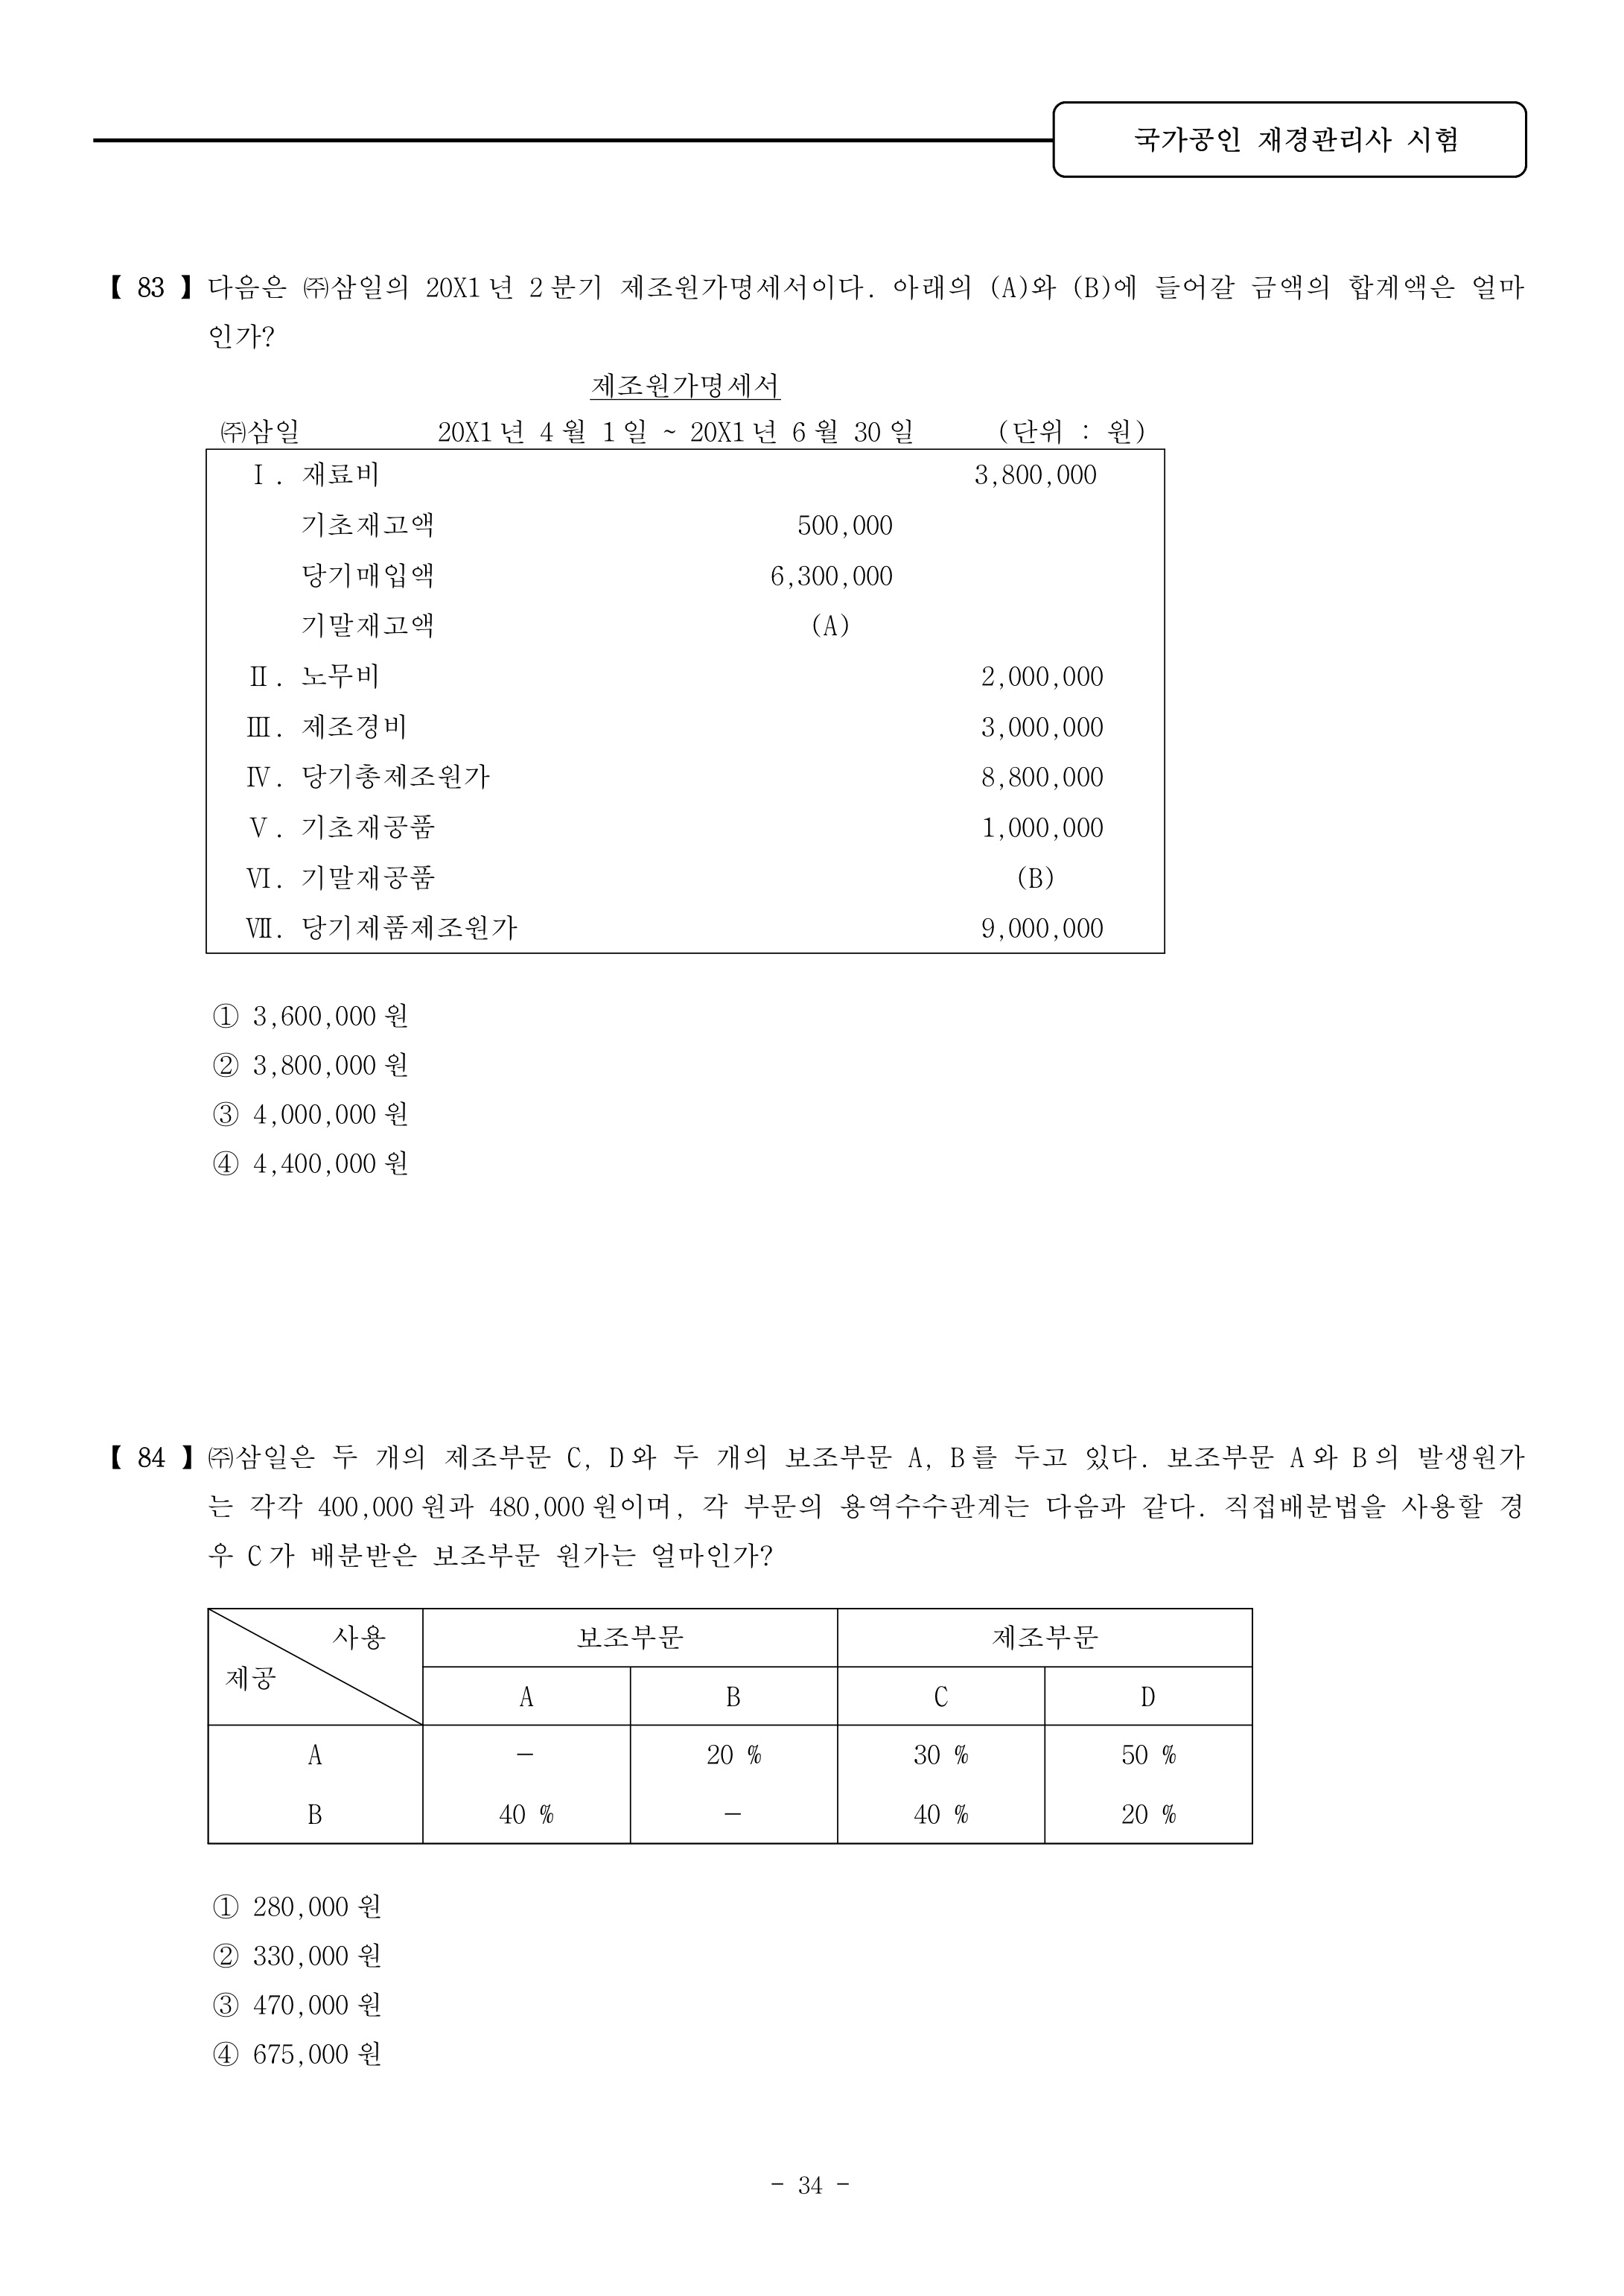 국가공인 재경관리사 시험
【 83 】 다음은 ㈜삼일의 20X1년 2분기 제조원가명세서이다. 아래의 (A)와 (B)에 들어갈 금액의 합계액은 얼마
인가?
제조원가명세서
㈜삼일 20X1년 4월 1일 ~ 20X1년 6월 30일 (단위 : 원)
Ⅰ. 재료비 3,800,000
기초재고액 500,000
당기매입액 6,300,000
기말재고액 (A)
Ⅱ. 노무비 2,000,000
Ⅲ. 제조경비 3,000,000
Ⅳ. 당기총제조원가 8,800,000
Ⅴ. 기초재공품 1,000,000
Ⅵ. 기말재공품 (B)
Ⅶ. 당기제품제조원가 9,000,000
① 3,600,000원
② 3,800,000원
③ 4,000,000원
④ 4,400,000원
【 84 】 ㈜삼일은 두 개의 제조부문 C, D와 두 개의 보조부문 A, B를 두고 있다. 보조부문 A와 B의 발생원가
는 각각 400,000원과 480,000원이며, 각 부문의 용역수수관계는 다음과 같다. 직접배분법을 사용할 경
우 C가 배분받은 보조부문 원가는 얼마인가?
사용 보조부문 제조부문
제공
A B C D
A － 20 % 30 % 50 %
B 40 % － 40 % 20 %
① 280,000원
② 330,000원
③ 470,000원
④ 675,000원
- 34 -